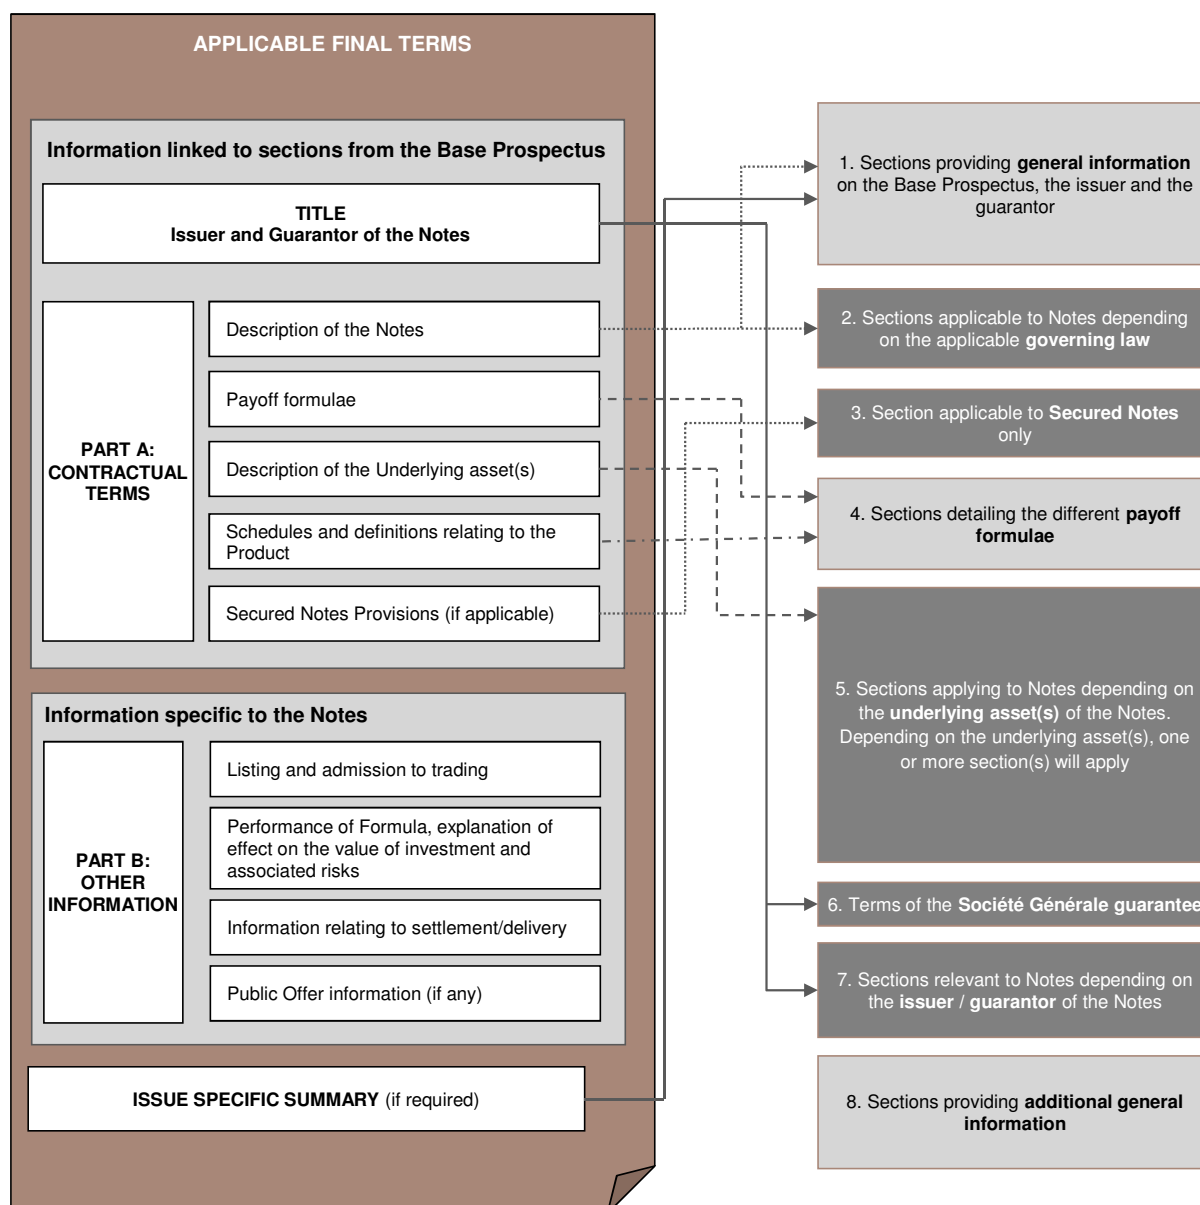 APPLICABLE FINAL TERMS
Information linked to sections from the Base Prospectus
TITLE
Issuer and Guarantor of the Notes
PART A:
CONTRACTUAL
TERMS
Description of the Notes
Payoff formulae
Description of the Underlying asset(s)
Schedules and definitions relating to the
Product
Secured Notes Provisions (if applicable)
Information specific to the Notes
PART B:
OTHER
INFORMATION
Listing and admission to trading
Performance of Formula, explanation of
effect on the value of investment and
associated risks
Information relating to settlement/delivery
Public Offer information (if any)
ISSUE SPECIFIC SUMMARY (if required)
1. Sections providing general information
on the Base Prospectus, the issuer and the
guarantor
2. Sections applicable to Notes depending
on the applicable governing law
3. Section applicable to Secured Notes
only
4. Sections detailing the different payoff
formulae
5. Sections applying to Notes depending on
the underlying asset(s) of the Notes.
Depending on the underlying asset(s), one
or more section(s) will apply
6. Terms of the Société Générale guarantee
7. Sections relevant to Notes depending on
the issuer / guarantor of the Notes
8. Sections providing additional general
information